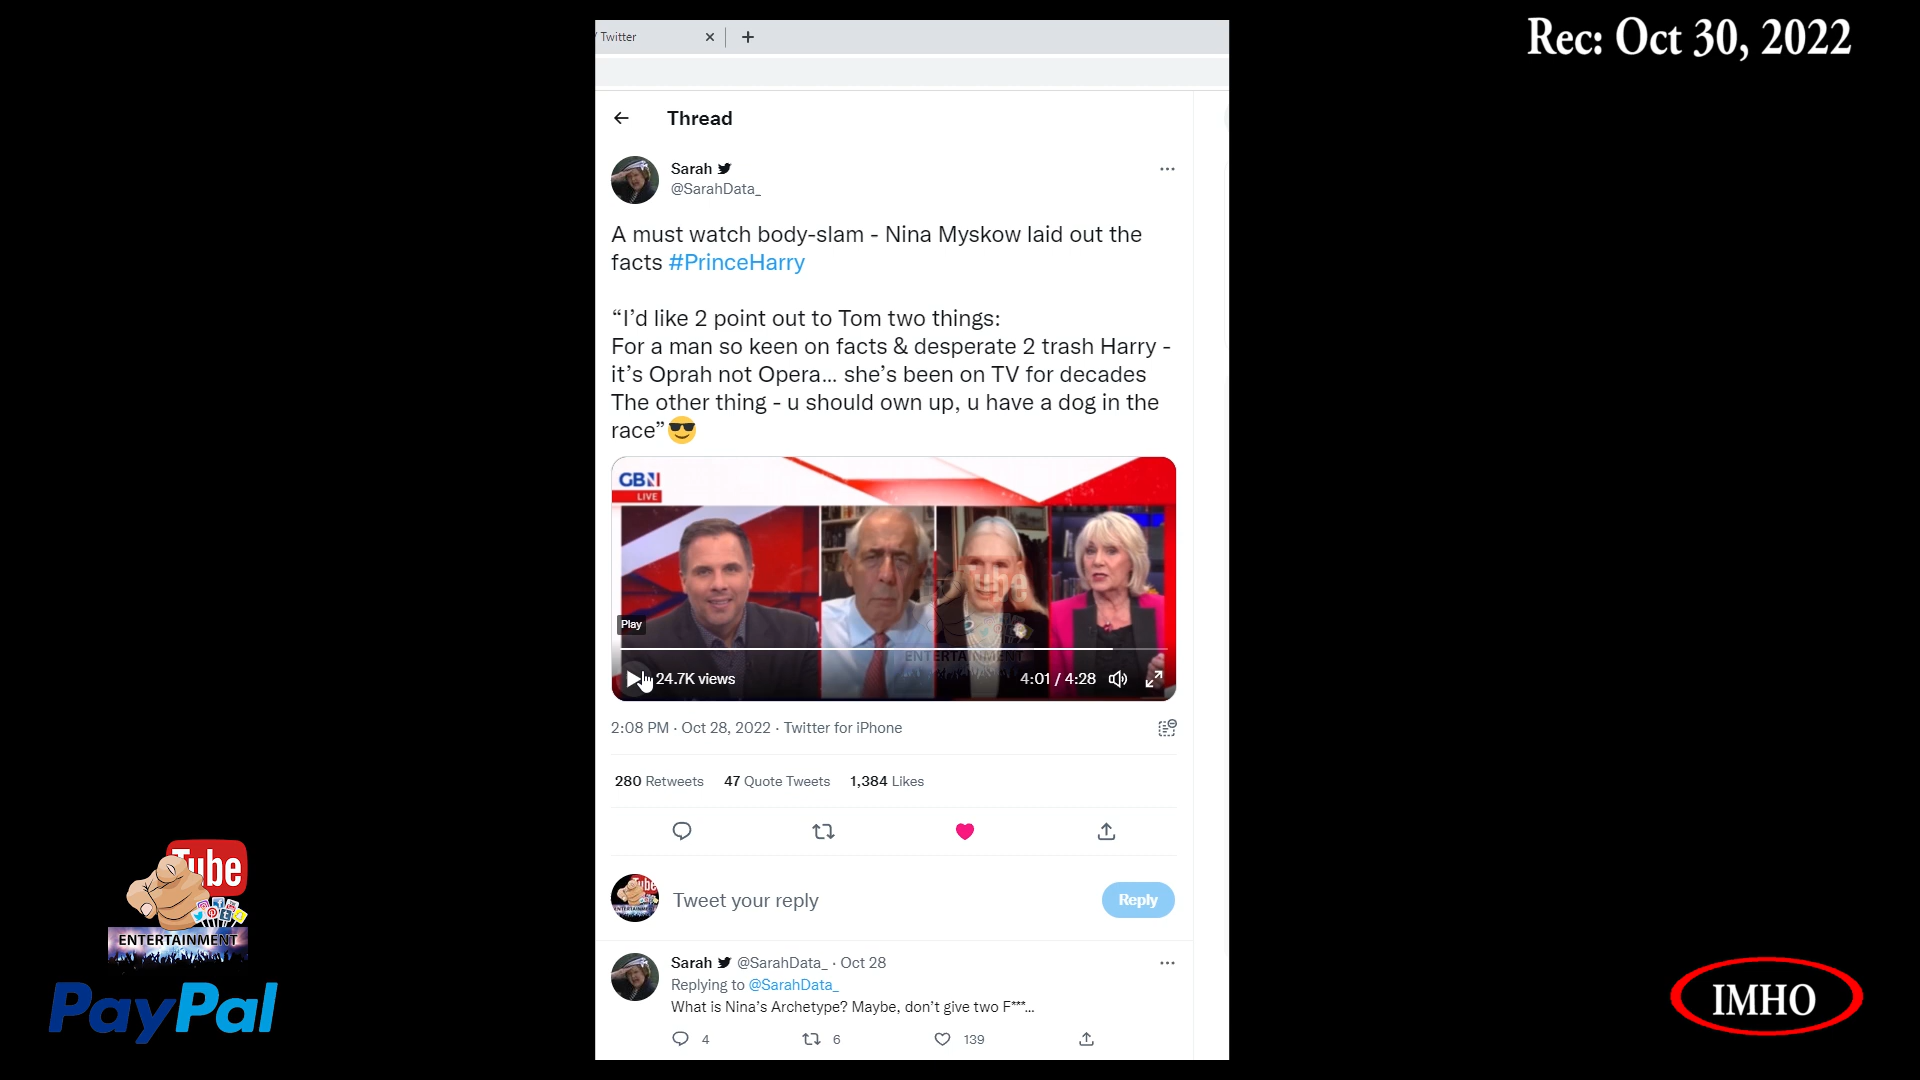 Rec: Oct 30, 2022
/ Twitter
Thread
Sarah
@SarahData_
A must watch body-slam - Nina Myskow laid out the
facts #PrinceHarry
“I’d like 2 point out to Tom two things:
For a man so keen on facts & desperate 2 trash Harry -
it’s Oprah not Opera... she’s been on TV for decades
The other thing - u should own up, u have a dog in the
race”😎
GBN
LIVE
Tube
ENTERTAINMENT
Play
24.7K views
4:01 / 4:28
2:08 PM · Oct 28, 2022 · Twitter for iPhone
280 Retweets 47 Quote Tweets 1,384 Likes
Tube
Tweet your reply
Reply
Sarah @SarahData_ · Oct 28
Replying to @SarahData_
What is Nina’s Archetype? Maybe, don’t give two F***...
4 6 139
Tube
ENTERTAINMENT
PayPal
IMHO